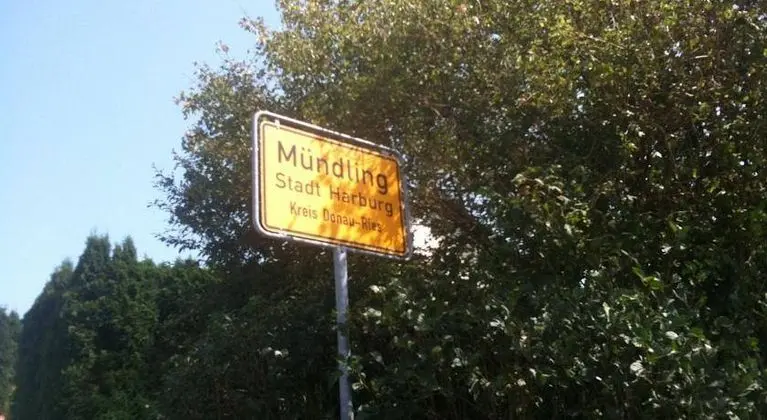 Mündling
Stadt Harburg
Kreis Donau-Ries